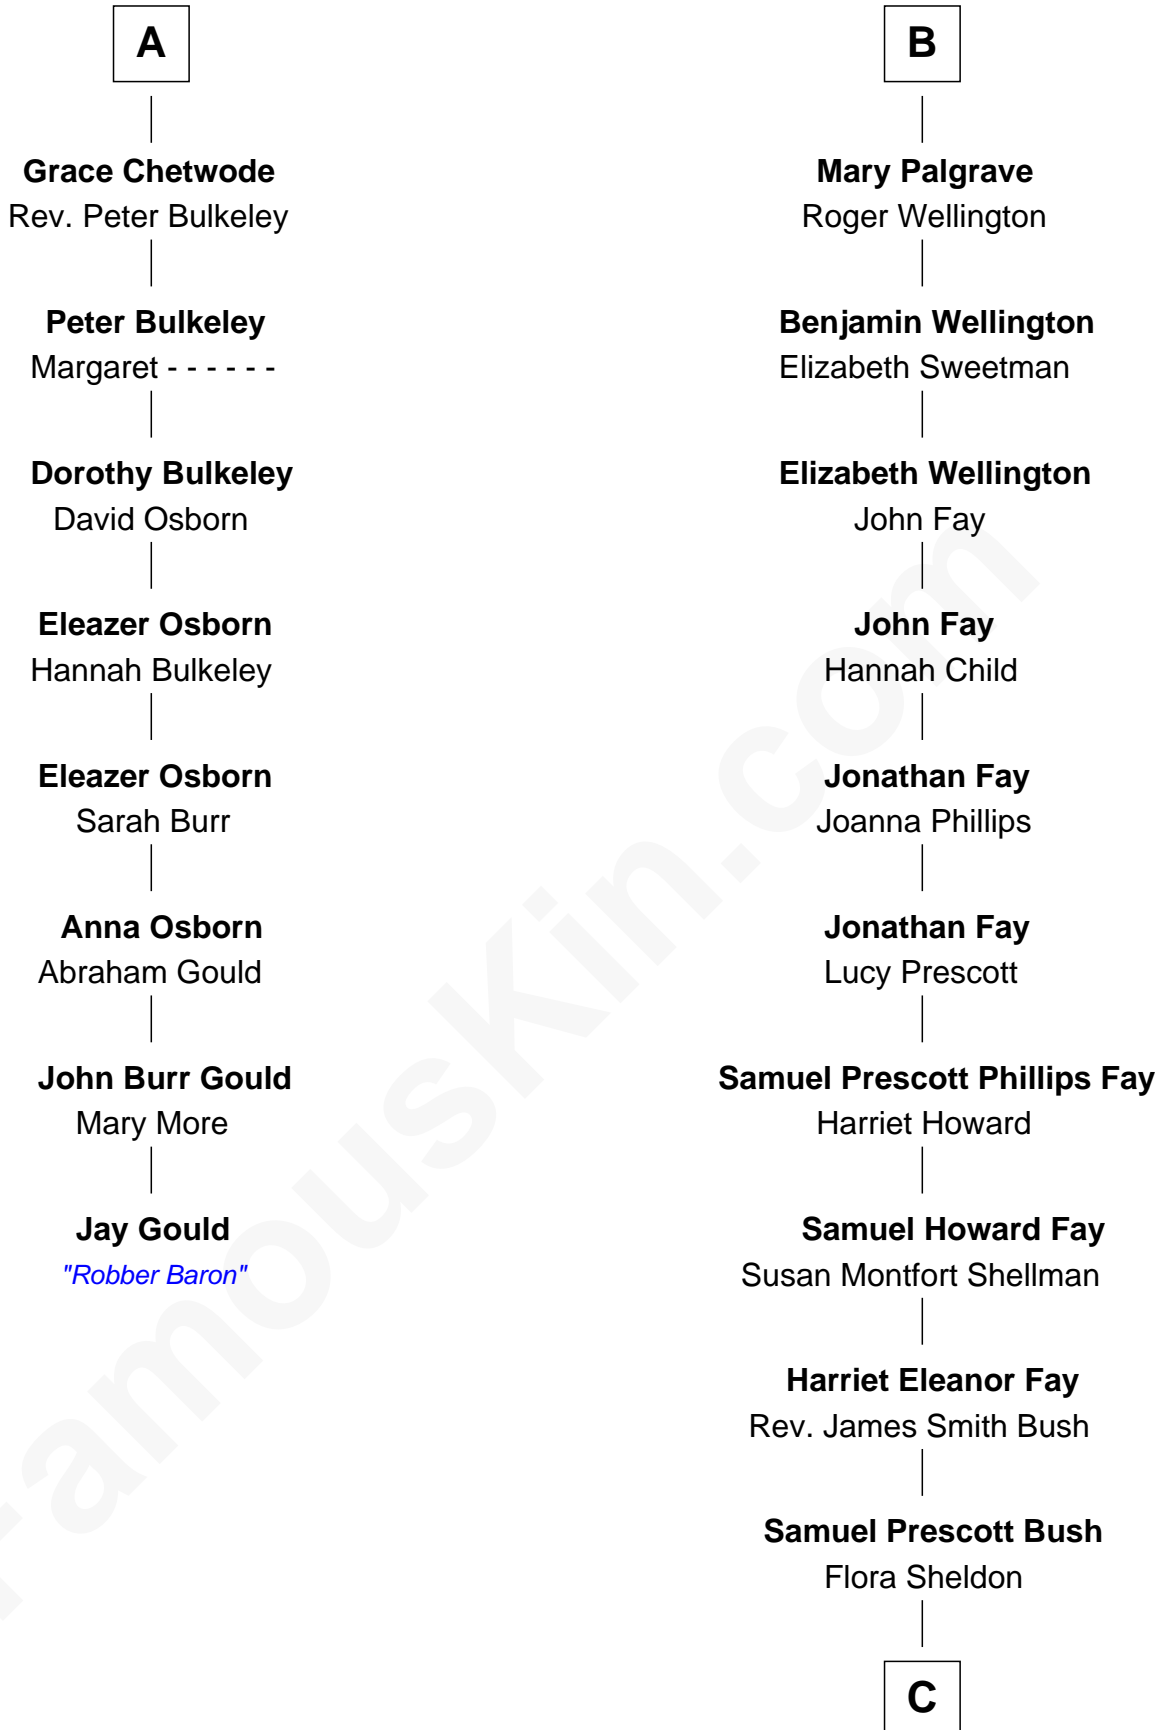 A
Grace Chetwode
Rev. Peter Bulkeley
Peter Bulkeley
Margaret - - - - - -
Dorothy Bulkeley
David Osborn
Eleazer Osborn
Hannah Bulkeley
Eleazer Osborn
Sarah Burr
Anna Osborn
Abraham Gould
John Burr Gould
Mary More
Jay Gould
"Robber Baron"
B
Mary Palgrave
Roger Wellington
Benjamin Wellington
Elizabeth Sweetman
Elizabeth Wellington
John Fay
John Fay
Hannah Child
Jonathan Fay
Joanna Phillips
Jonathan Fay
Lucy Prescott
Samuel Prescott Phillips Fay
Harriet Howard
Samuel Howard Fay
Susan Montfort Shellman
Harriet Eleanor Fay
Rev. James Smith Bush
Samuel Prescott Bush
Flora Sheldon
C
FamousKin.com